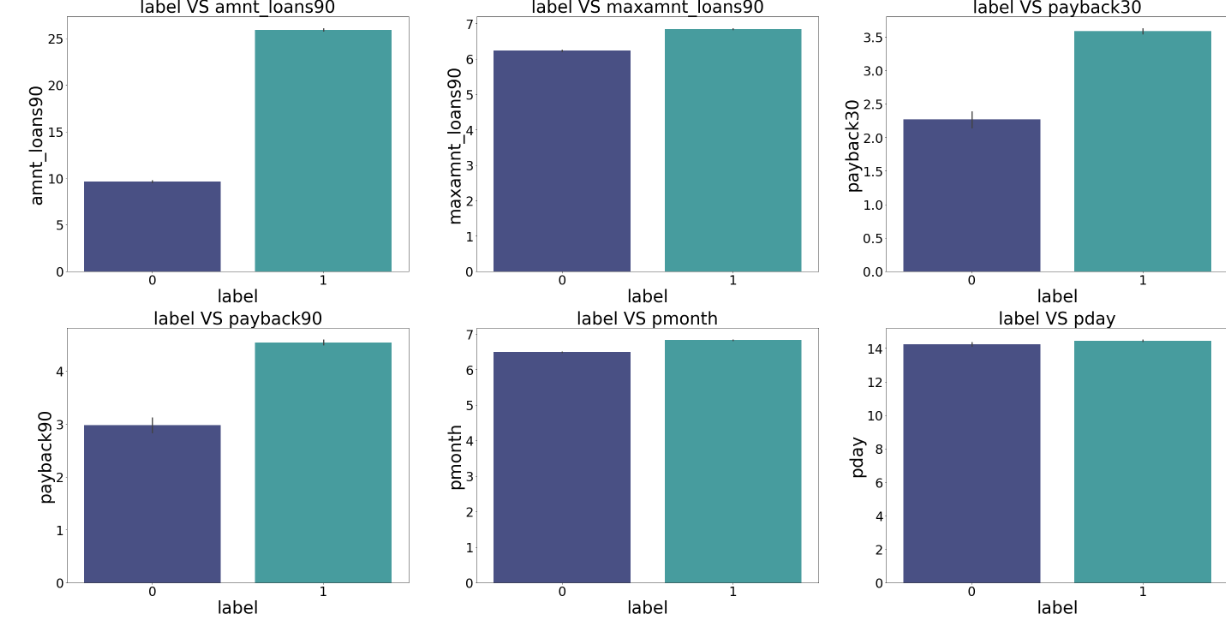 label VS amnt_loans90
amnt_loans90
25
20
15
10
5
0
0 1
label
label VS maxamnt_loans90
maxamnt_loans90
7
6
5
4
3
2
1
0
0 1
label
label VS payback30
payback30
3.5
3.0
2.5
2.0
1.5
1.0
0.5
0.0
0 1
label
label VS payback90
payback90
4
3
2
1
0
0 1
label
label VS pmonth
pmonth
7
6
5
4
3
2
1
0
0 1
label
label VS pday
pday
14
12
10
8
6
4
2
0
0 1
label